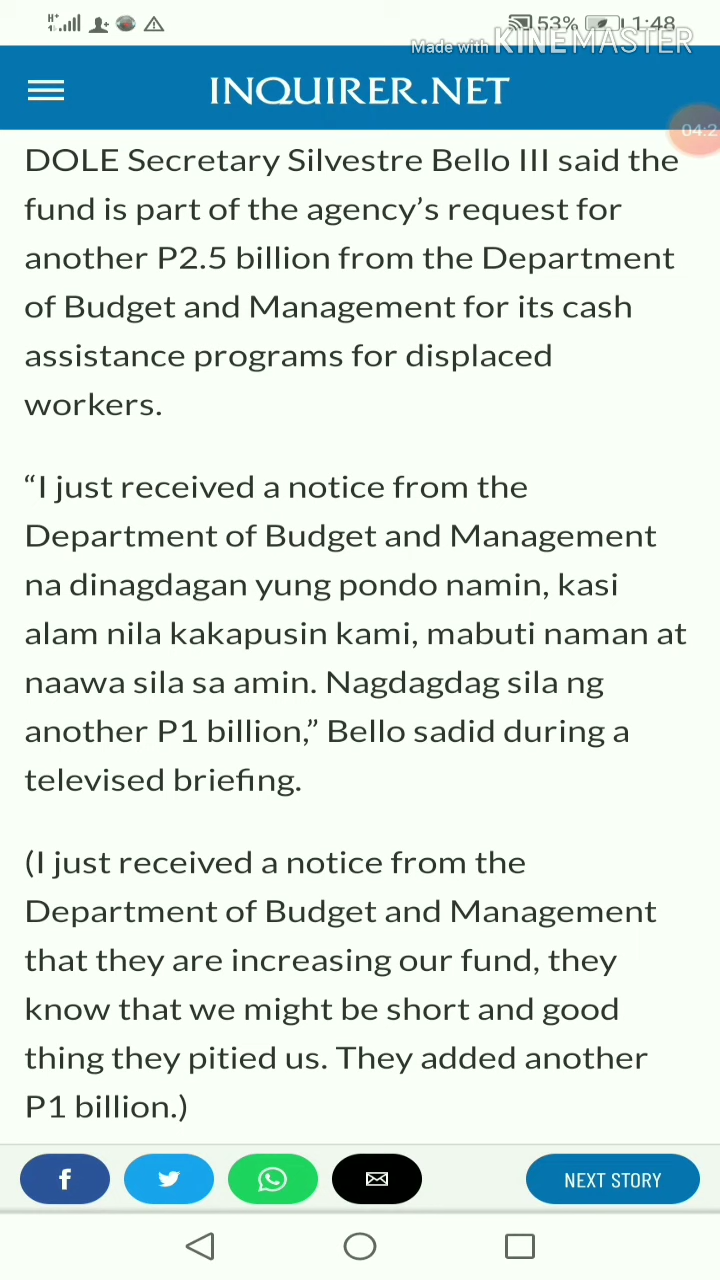 53% 1:48
Made with KINEMASTER
INQUIRER.NET
04:2
DOLE Secretary Silvestre Bello III said the
fund is part of the agency’s request for
another P2.5 billion from the Department
of Budget and Management for its cash
assistance programs for displaced
workers.
“I just received a notice from the
Department of Budget and Management
na dinagdagan yung pondo namin, kasi
alam nila kakapusin kami, mabuti naman at
naawa sila sa amin. Nagdagdag sila ng
another P1 billion,” Bello sadid during a
televised briefing.
(I just received a notice from the
Department of Budget and Management
that they are increasing our fund, they
know that we might be short and good
thing they pitied us. They added another
P1 billion.)
NEXT STORY